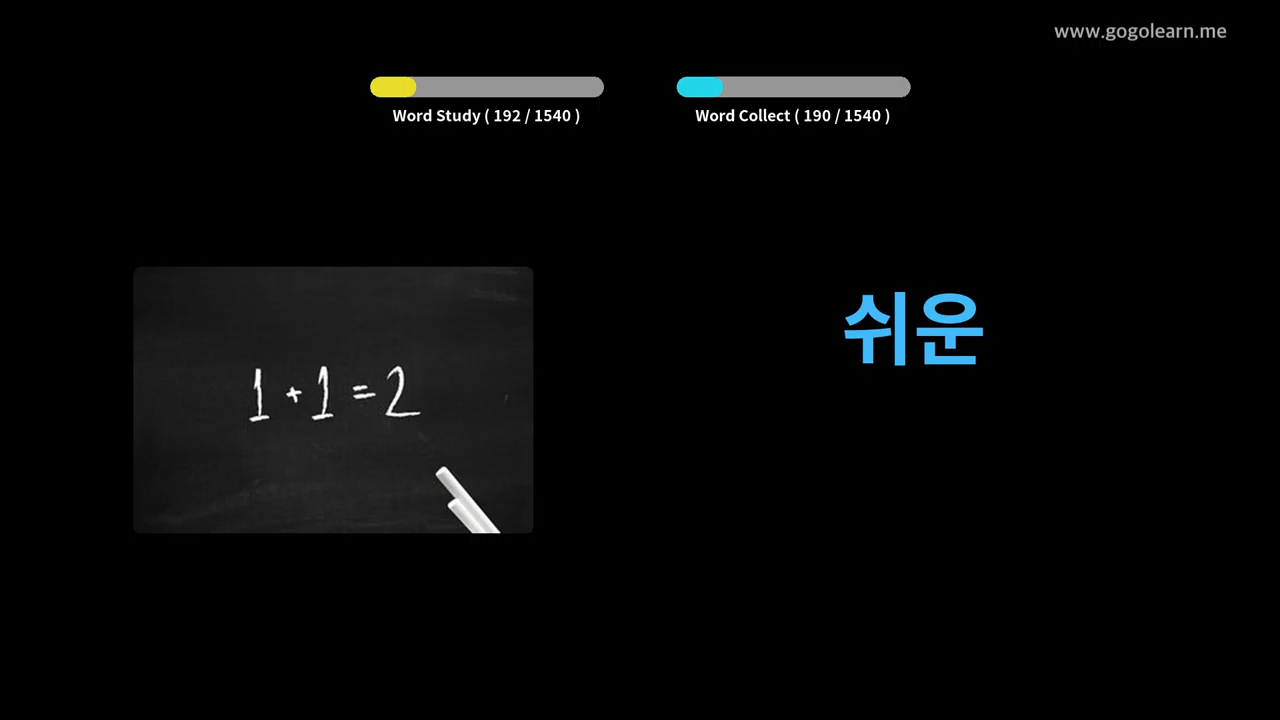 www.gogolearn.me
Word Study ( 192 / 1540 )
Word Collect ( 190 / 1540 )
쉬운
1 + 1 = 2